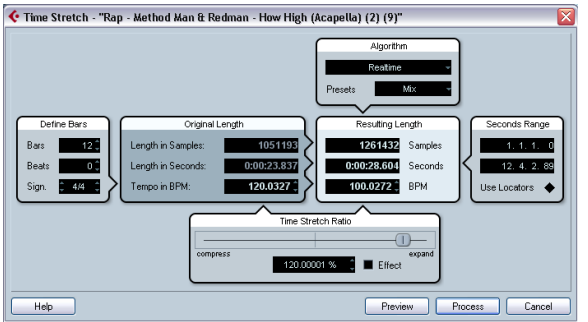 Time Stretch - "Rap - Method Man & Redman - How High (Acapella) (2) (9)"
Algorithm
Realtime
Presets Mix
Define Bars
Original Length
Resulting Length
Seconds Range
Bars 12
Length in Samples: 1051193
1261432 Samples
1. 1. 1. 0
Beats 0
Length in Seconds: 0:00:23.837
0:00:28.604 Seconds
12. 4. 2. 89
Sign. 4/4
Tempo in BPM: 120.0327
100.0272 BPM
Use Locators
Time Stretch Ratio
compress expand
120.00001 % Effect
Help Preview Process Cancel